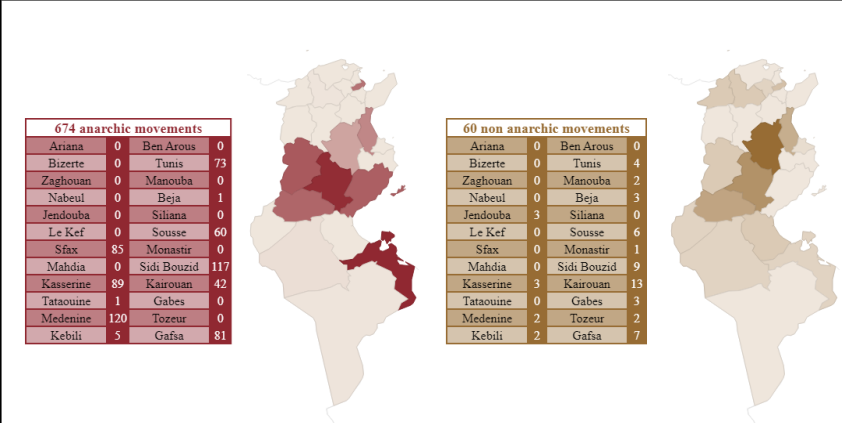 674 anarchic movements
Ariana 0 Ben Arous 0
Bizerte 0 Tunis 73
Zaghouan 0 Manouba 0
Nabeul 0 Beja 1
Jendouba 0 Siliana 0
Le Kef 0 Sousse 60
Sfax 85 Monastir 0
Mahdia 0 Sidi Bouzid 117
Kasserine 89 Kairouan 42
Tataouine 1 Gabes 0
Medenine 120 Tozeur 0
Kebili 5 Gafsa 81
60 non anarchic movements
Ariana 0 Ben Arous 0
Bizerte 0 Tunis 4
Zaghouan 0 Manouba 2
Nabeul 0 Beja 3
Jendouba 3 Siliana 0
Le Kef 0 Sousse 6
Sfax 0 Monastir 1
Mahdia 0 Sidi Bouzid 9
Kasserine 3 Kairouan 13
Tataouine 0 Gabes 3
Medenine 2 Tozeur 2
Kebili 2 Gafsa 7